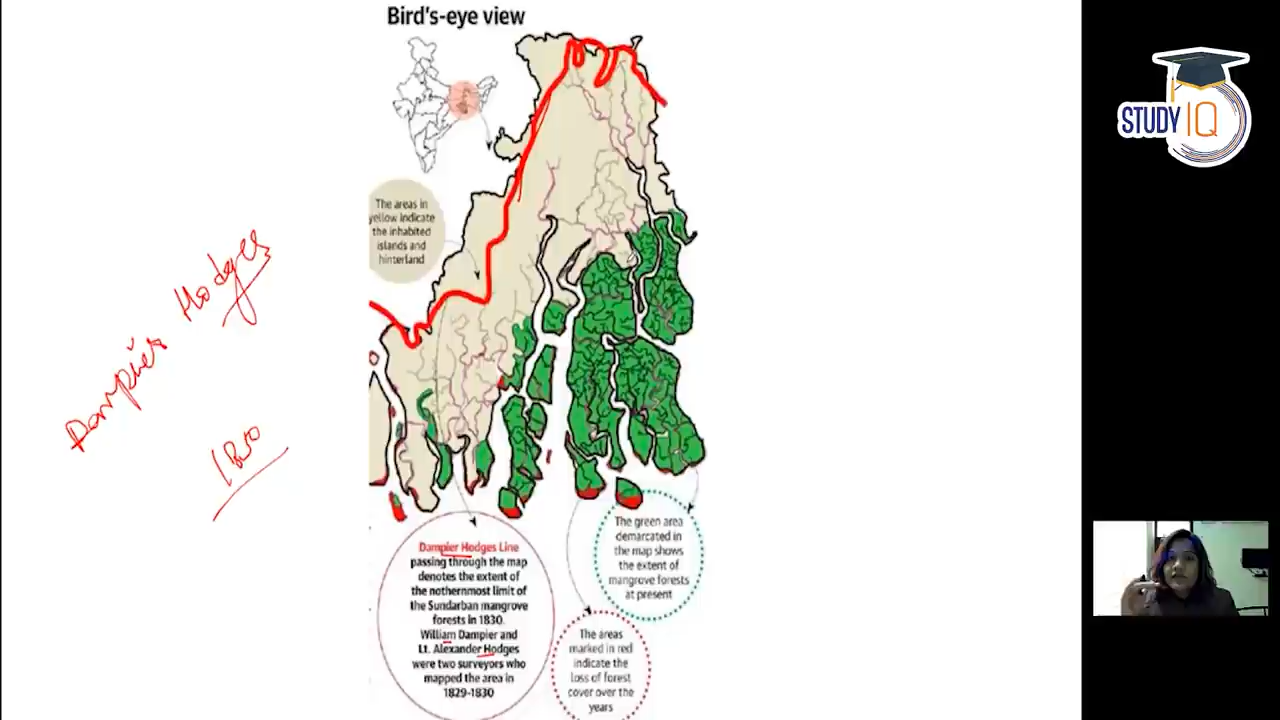 Bird's-eye view
STUDY IQ
The areas in
yellow indicate
the inhabited
islands and
hinterland
Dampier Hodges
1830
Dampier Hodges Line
passing through the map
denotes the extent of
the nothernmost limit of
the Sundarban mangrove
forests in 1830.
William Dampier and
Lt. Alexander Hodges
were two surveyors who
mapped the area in
1829-1830
The green area
demarcated in
the map shows
the extent of
mangrove forests
at present
The areas
marked in red
indicate the
loss of forest
cover over the
years